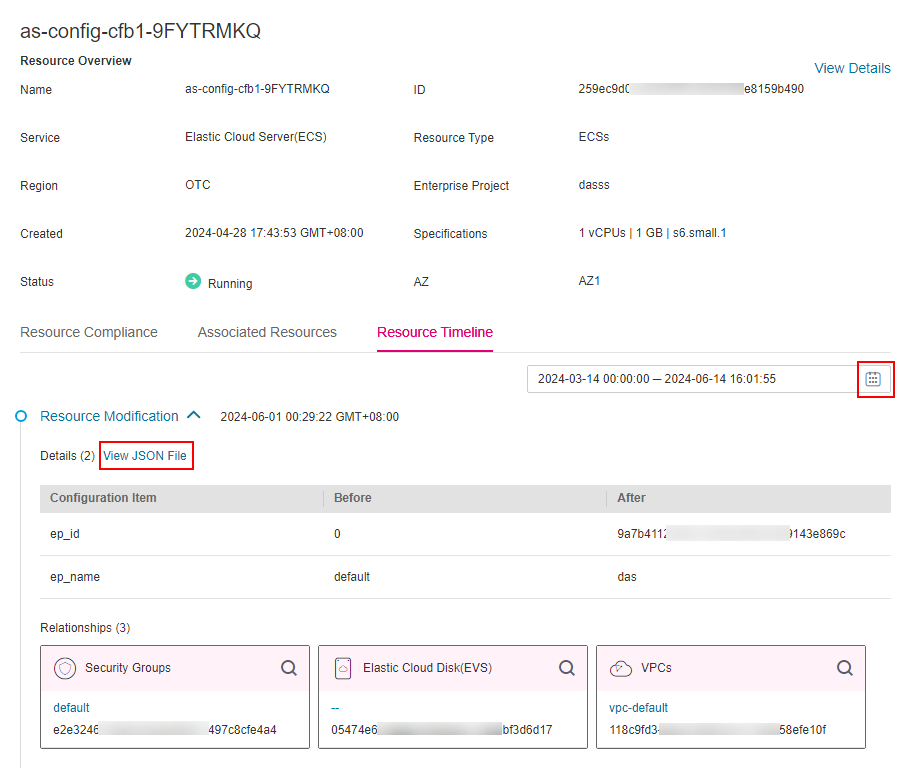 as-config-cfb1-9FYTRMKQ
Resource Overview
View Details
Name as-config-cfb1-9FYTRMKQ ID 259ec9d0 e8159b490
Service Elastic Cloud Server(ECS) Resource Type ECSs
Region OTC Enterprise Project dasss
Created 2024-04-28 17:43:53 GMT+08:00 Specifications 1 vCPUs | 1 GB | s6.small.1
Status Running AZ AZ1
Resource Compliance Associated Resources Resource Timeline
2024-03-14 00:00:00 — 2024-06-14 16:01:55
Resource Modification 2024-06-01 00:29:22 GMT+08:00
Details (2) View JSON File
Configuration Item Before After
ep_id 0 9a7b4112 9143e869c
ep_name default das
Relationships (3)
Security Groups Elastic Cloud Disk(EVS) VPCs
default -- vpc-default
e2e3246 497c8cfe4a4 05474e6 bf3d6d17 118c9fd3- 58efe10f